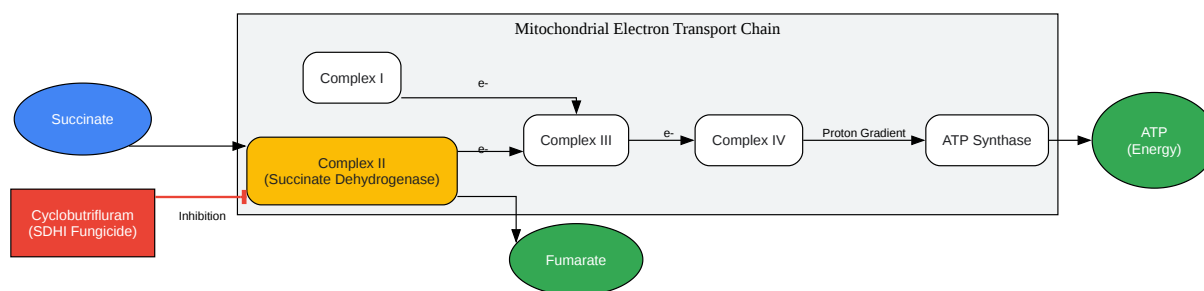 Mitochondrial Electron Transport Chain
Complex I
e-
Succinate
Complex II
(Succinate Dehydrogenase)
e-
Complex III
e-
Complex IV
Proton Gradient
ATP Synthase
ATP
(Energy)
Cyclobutrifluram
(SDHI Fungicide)
Inhibition
Fumarate